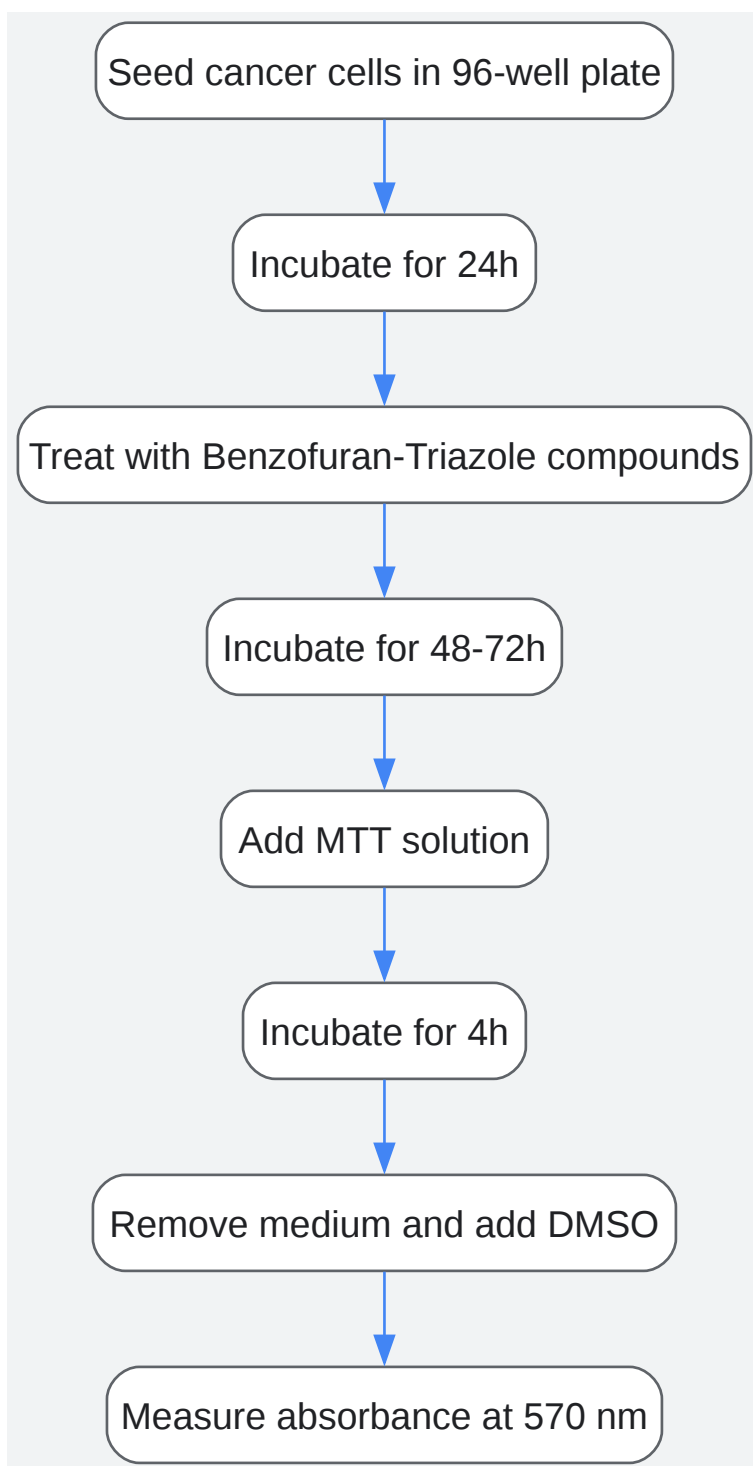 Seed cancer cells in 96-well plate
Incubate for 24h
Treat with Benzofuran-Triazole compounds
Incubate for 48-72h
Add MTT solution
Incubate for 4h
Remove medium and add DMSO
Measure absorbance at 570 nm